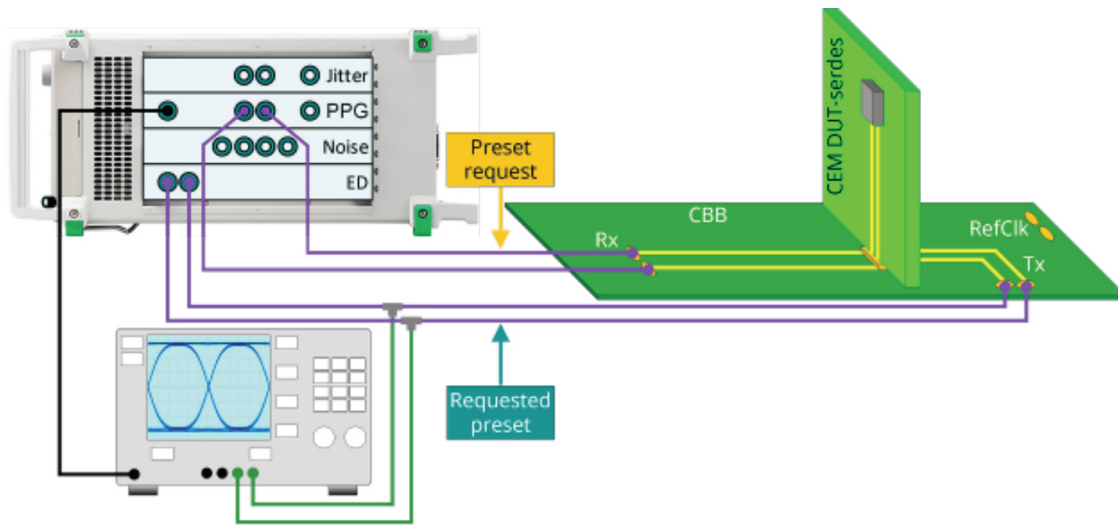 Jitter
PPG
Noise
ED
Preset
request
CEM DUT-serdes
CBB
RefClk
Rx
Tx
Requested
preset